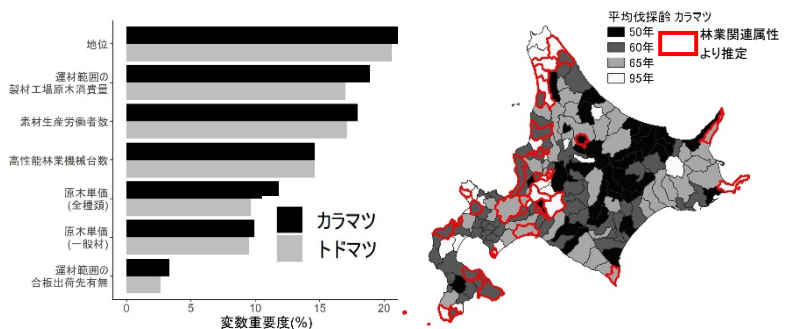 地位
運材範囲の
製材工場原木消費量
素材生産労働者数
高性能林業機械台数
原木単価
(全種類)
原木単価
(一般材)
運材範囲の
合板出荷先有無
カラマツ
トドマツ
0
5
10
15
20
変数重要度(%)
平均伐採齢 カラマツ
50年
60年
65年
95年
林業関連属性
より推定